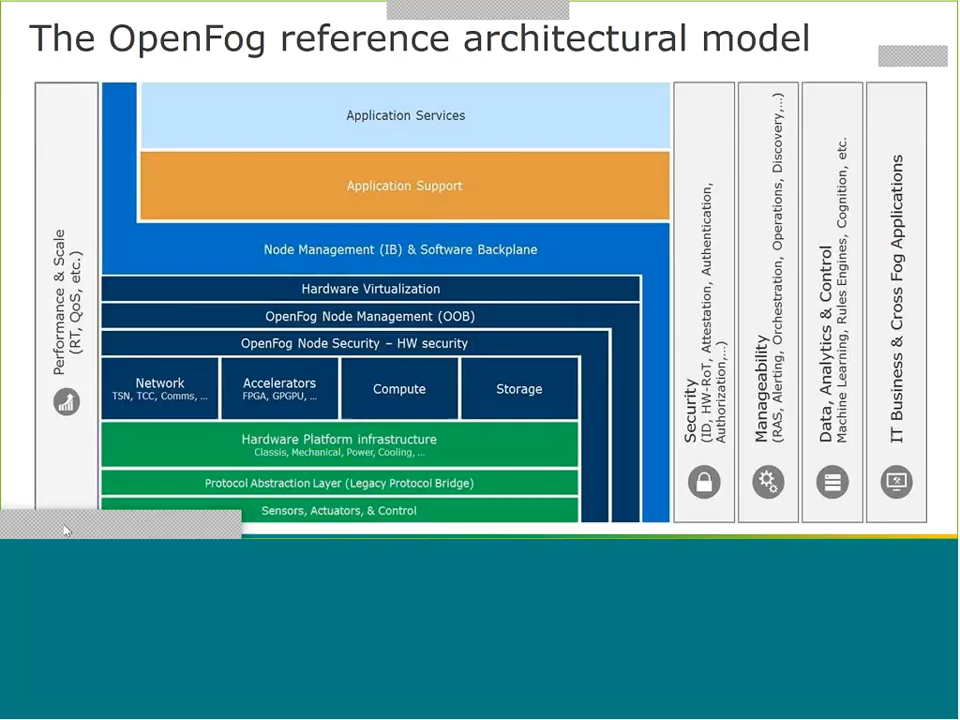 The OpenFog reference architectural model
Performance & Scale
(RT, QoS, etc.)
Application Services
Application Support
Node Management (IB) & Software Backplane
Hardware Virtualization
OpenFog Node Management (OOB)
OpenFog Node Security – HW security
Network
TSN, TCC, Comms, ...
Accelerators
FPGA, GPGPU, ...
Compute
Storage
Hardware Platform infrastructure
Classis, Mechanical, Power, Cooling, ...
Protocol Abstraction Layer (Legacy Protocol Bridge)
Sensors, Actuators, & Control
Security
(ID, HW-RoT, Attestation, Authentication,
Authorization,...)
Manageability
(RAS, Alerting, Orchestration, Operations, Discovery,...)
Data, Analytics & Control
Machine Learning, Rules Engines, Cognition, etc.
IT Business & Cross Fog Applications